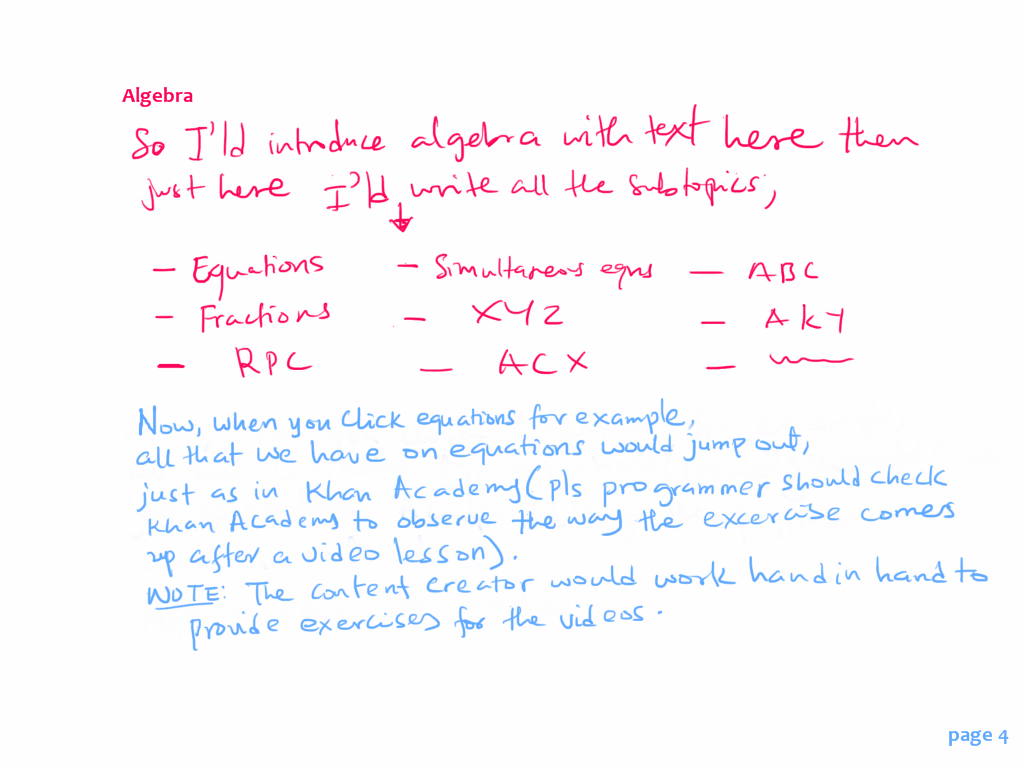 Algebra
So I'ld introduce algebra with text here then
just here I'ld write all the subtopics,
– Equations – Simultaneous eqns – ABC
– Fractions – XYZ – AKY
– RPC – ACX –
Now, when you Click equations for example,
all that we have on equations would jump out,
just as in Khan Academy (pls programmer should check
Khan Academy to observe the way the excercise comes
up after a video lesson).
NOTE: The content creator would work hand in hand to
provide exercises for the videos.
page 4